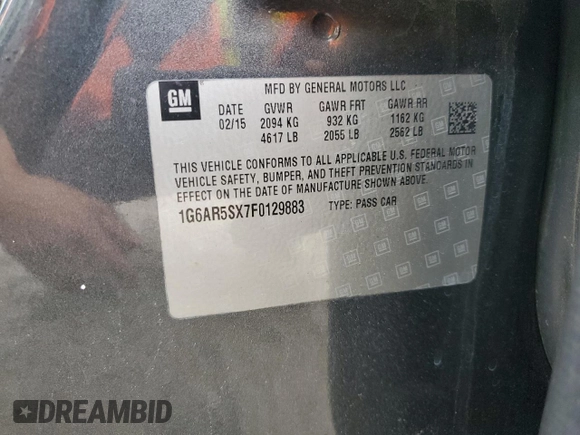 GM
MFD BY GENERAL MOTORS LLC
DATE GVWR GAWR FRT GAWR RR
02/15 2094 KG 932 KG 1162 KG
4617 LB 2055 LB 2562 LB
THIS VEHICLE CONFORMS TO ALL APPLICABLE U.S. FEDERAL MOTOR
VEHICLE SAFETY, BUMPER, AND THEFT PREVENTION STANDARDS IN
EFFECT ON THE DATE OF MANUFACTURE SHOWN ABOVE.
1G6AR5SX7F0129883 TYPE: PASS CAR
DREAMBID